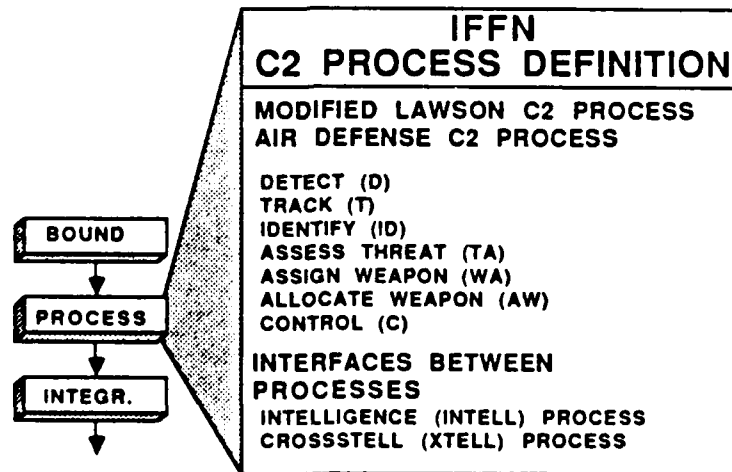 IFFN
C2 PROCESS DEFINITION
MODIFIED LAWSON C2 PROCESS
AIR DEFENSE C2 PROCESS
DETECT (D)
TRACK (T)
IDENTIFY (ID)
ASSESS THREAT (TA)
ASSIGN WEAPON (WA)
ALLOCATE WEAPON (AW)
CONTROL (C)
INTERFACES BETWEEN
PROCESSES
INTELLIGENCE (INTELL) PROCESS
CROSSSTELL (XTELL) PROCESS
BOUND
PROCESS
INTEGR.